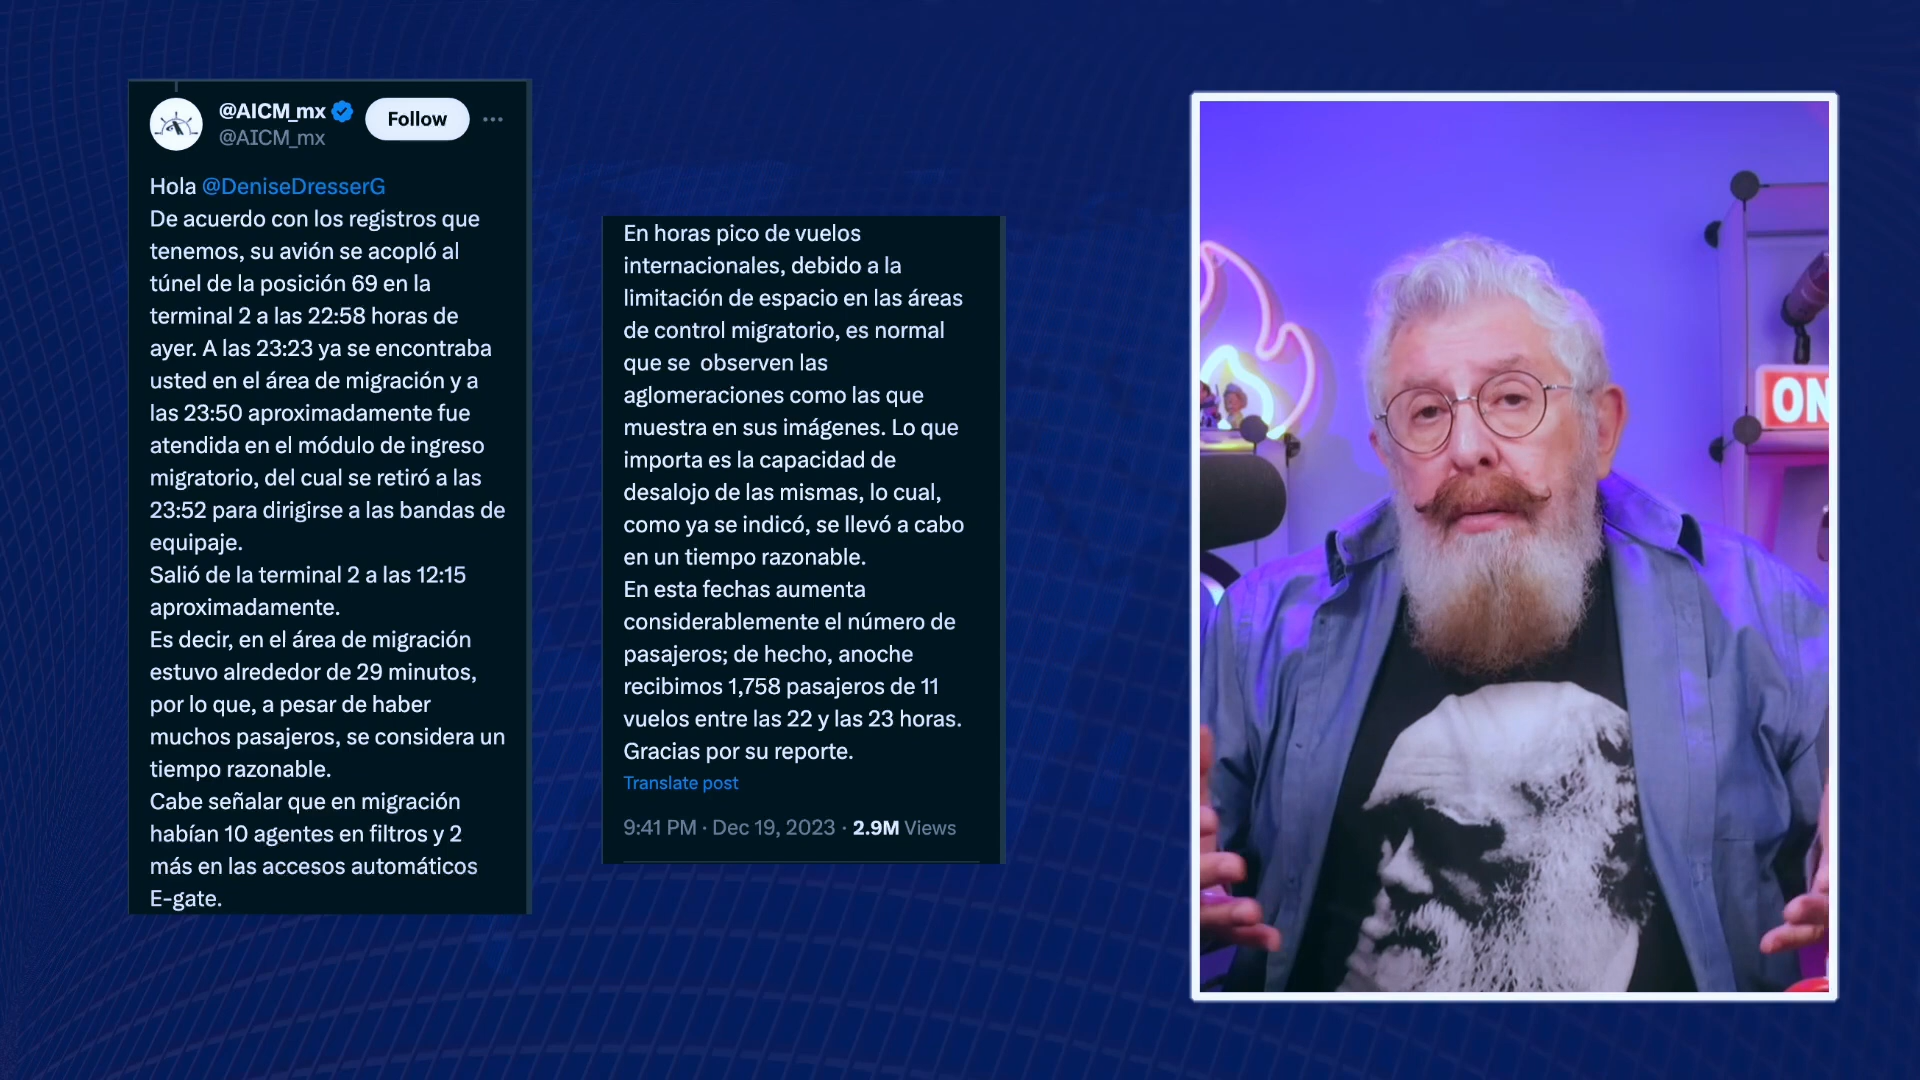 @AICM_mx
Follow
@AICM_mx
Hola @DeniseDresserG
De acuerdo con los registros que
tenemos, su avión se acopló al
túnel de la posición 69 en la
terminal 2 a las 22:58 horas de
ayer. A las 23:23 ya se encontraba
usted en el área de migración y a
las 23:50 aproximadamente fue
atendida en el módulo de ingreso
migratorio, del cual se retiró a las
23:52 para dirigirse a las bandas de
equipaje.
Salió de la terminal 2 a las 12:15
aproximadamente.
Es decir, en el área de migración
estuvo alrededor de 29 minutos,
por lo que, a pesar de haber
muchos pasajeros, se considera un
tiempo razonable.
Cabe señalar que en migración
habían 10 agentes en filtros y 2
más en las accesos automáticos
E-gate.
En horas pico de vuelos
internacionales, debido a la
limitación de espacio en las áreas
de control migratorio, es normal
que se observen las
aglomeraciones como las que
muestra en sus imágenes. Lo que
importa es la capacidad de
desalojo de las mismas, lo cual,
como ya se indicó, se llevó a cabo
en un tiempo razonable.
En esta fechas aumenta
considerablemente el número de
pasajeros; de hecho, anoche
recibimos 1,758 pasajeros de 11
vuelos entre las 22 y las 23 horas.
Gracias por su reporte.
Translate post
9:41 PM · Dec 19, 2023 · 2.9M Views
ON